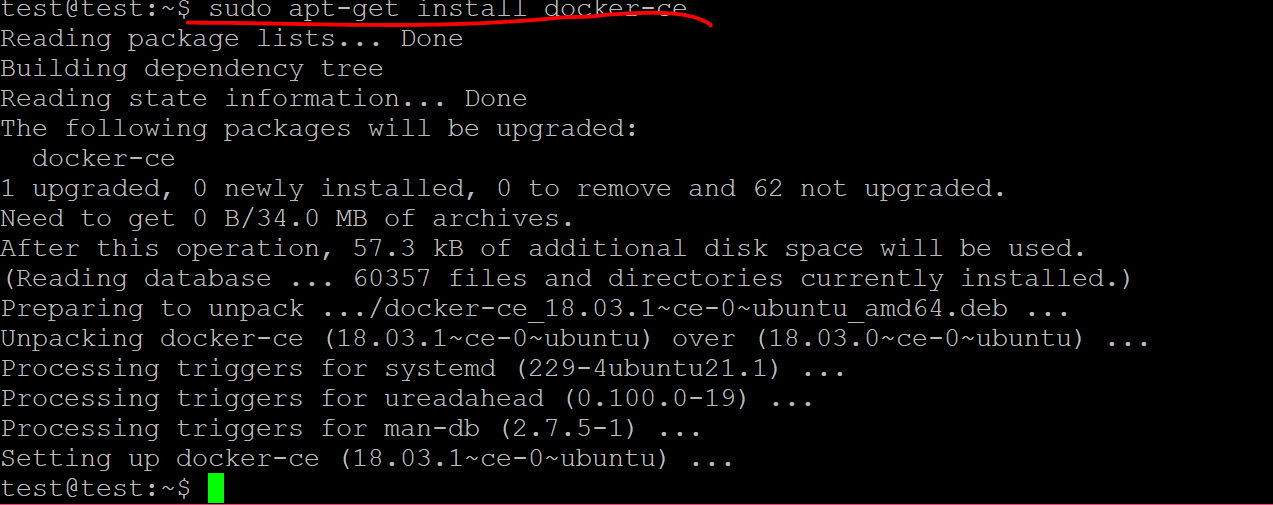 test@test:~$ sudo apt-get install docker-ce
Reading package lists... Done
Building dependency tree
Reading state information... Done
The following packages will be upgraded:
  docker-ce
1 upgraded, 0 newly installed, 0 to remove and 62 not upgraded.
Need to get 0 B/34.0 MB of archives.
After this operation, 57.3 kB of additional disk space will be used.
(Reading database ... 60357 files and directories currently installed.)
Preparing to unpack .../docker-ce_18.03.1~ce-0~ubuntu_amd64.deb ...
Unpacking docker-ce (18.03.1~ce-0~ubuntu) over (18.03.0~ce-0~ubuntu) ...
Processing triggers for systemd (229-4ubuntu21.1) ...
Processing triggers for ureadahead (0.100.0-19) ...
Processing triggers for man-db (2.7.5-1) ...
Setting up docker-ce (18.03.1~ce-0~ubuntu) ...
test@test:~$